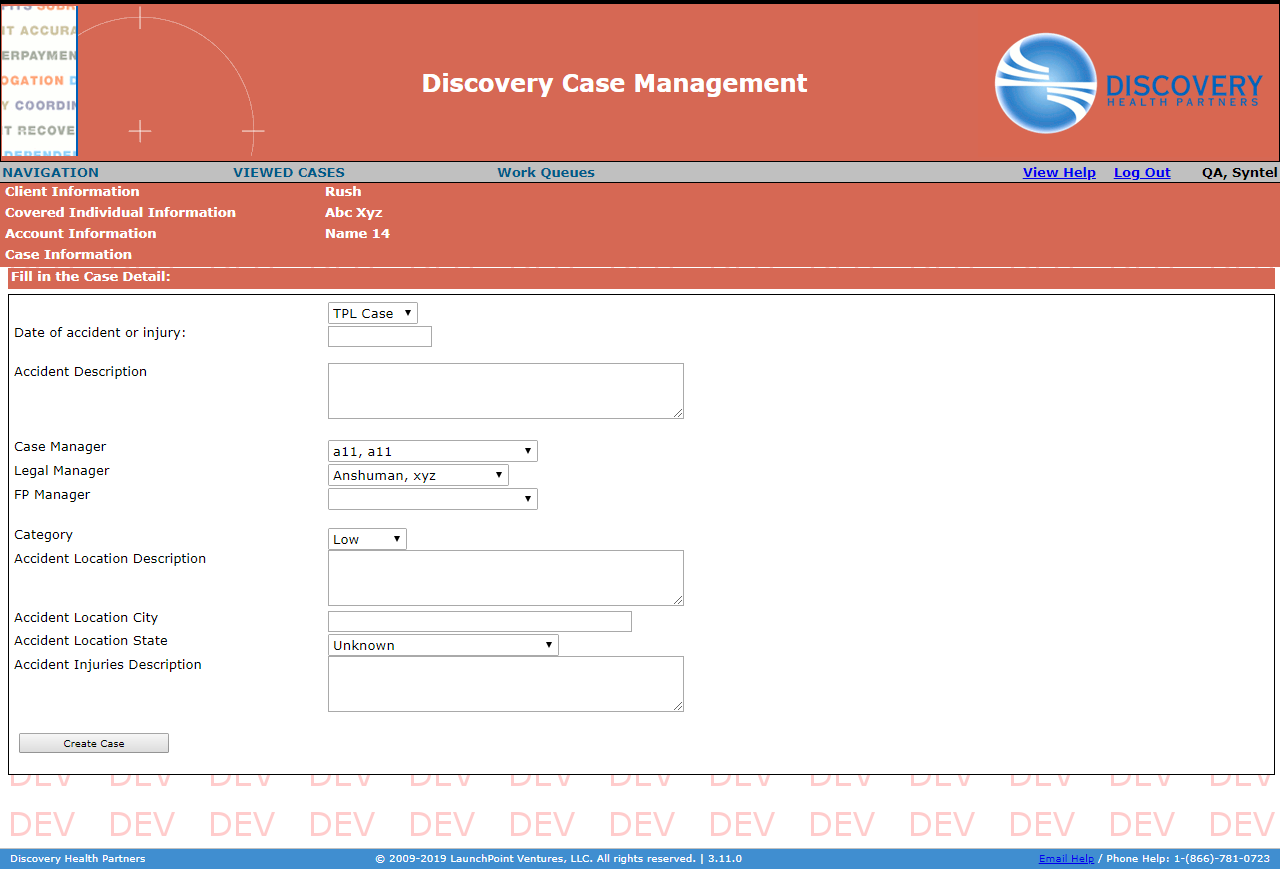 IT ACCURA
ERPAYMEN
OGATION D
Y COORDIN
T RECOVE
Discovery Case Management
DISCOVERY
HEALTH PARTNERS
NAVIGATION VIEWED CASES Work Queues View Help Log Out QA, Syntel
Client Information Rush
Covered Individual Information Abc Xyz
Account Information Name 14
Case Information
Fill in the Case Detail:
TPL Case
Date of accident or injury:
Accident Description
Case Manager a11, a11
Legal Manager Anshuman, xyz
FP Manager
Category Low
Accident Location Description
Accident Location City
Accident Location State Unknown
Accident Injuries Description
Create Case
DEV DEV DEV DEV DEV DEV DEV DEV DEV DEV DEV DEV DEV
DEV DEV DEV DEV DEV DEV DEV DEV DEV DEV DEV DEV DEV
Discovery Health Partners © 2009-2019 LaunchPoint Ventures, LLC. All rights reserved. | 3.11.0 Email Help / Phone Help: 1-(866)-781-0723